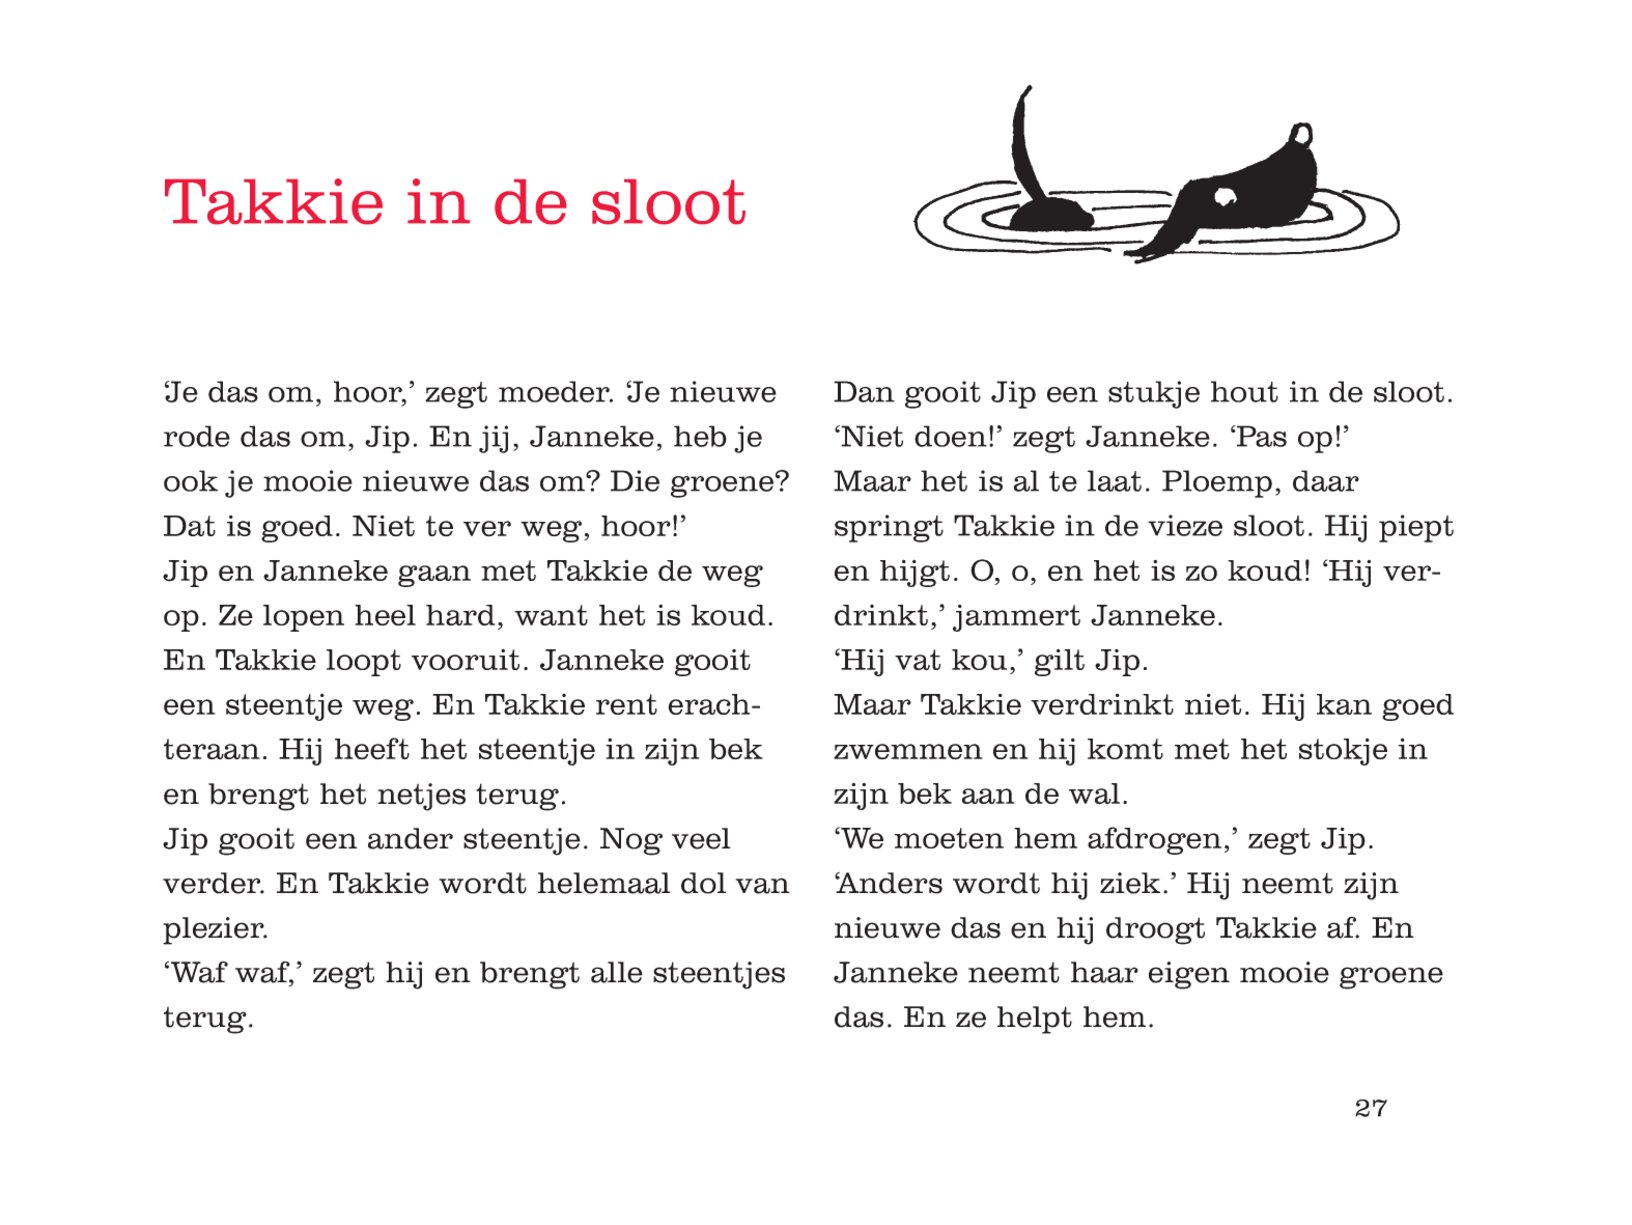 Takkie in de sloot
‘Je das om, hoor,’ zegt moeder. ‘Je nieuwe
rode das om, Jip. En jij, Janneke, heb je
ook je mooie nieuwe das om? Die groene?
Dat is goed. Niet te ver weg, hoor!’
Jip en Janneke gaan met Takkie de weg
op. Ze lopen heel hard, want het is koud.
En Takkie loopt vooruit. Janneke gooit
een steentje weg. En Takkie rent erach-
teraan. Hij heeft het steentje in zijn bek
en brengt het netjes terug.
Jip gooit een ander steentje. Nog veel
verder. En Takkie wordt helemaal dol van
plezier.
‘Waf waf,’ zegt hij en brengt alle steentjes
terug.
Dan gooit Jip een stukje hout in de sloot.
‘Niet doen!’ zegt Janneke. ‘Pas op!’
Maar het is al te laat. Ploemp, daar
springt Takkie in de vieze sloot. Hij piept
en hijgt. O, o, en het is zo koud! ‘Hij ver-
drinkt,’ jammert Janneke.
‘Hij vat kou,’ gilt Jip.
Maar Takkie verdrinkt niet. Hij kan goed
zwemmen en hij komt met het stokje in
zijn bek aan de wal.
‘We moeten hem afdrogen,’ zegt Jip.
‘Anders wordt hij ziek.’ Hij neemt zijn
nieuwe das en hij droogt Takkie af. En
Janneke neemt haar eigen mooie groene
das. En ze helpt hem.
27